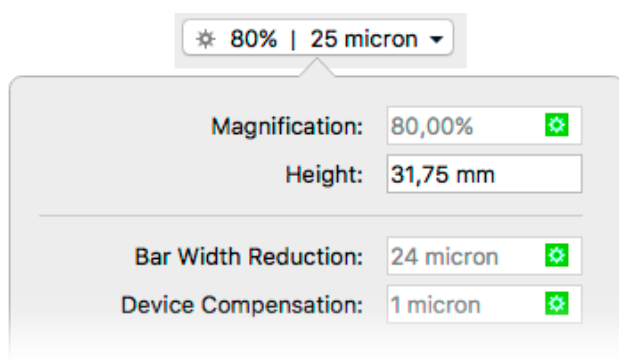 80% | 25 micron
Magnification: 80,00%
Height: 31,75 mm
Bar Width Reduction: 24 micron
Device Compensation: 1 micron